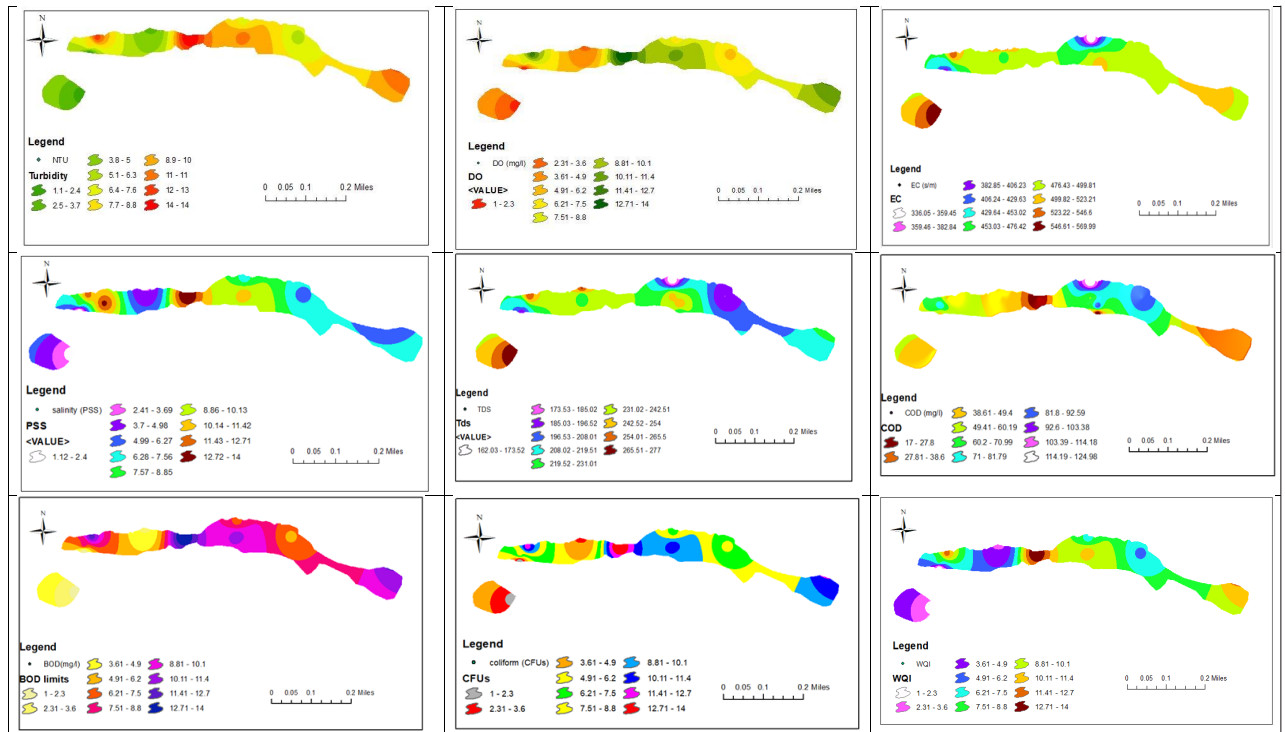 N
Legend
NTU 3.8 - 5 8.9 - 10
Turbidity 5.1 - 6.3 11 - 11
1.1 - 2.4 6.4 - 7.6 12 - 13
2.5 - 3.7 7.7 - 8.8 14 - 14
0 0.05 0.1 0.2 Miles
N
Legend
DO (mg/l) 2.31 - 3.6 8.81 - 10.1
DO 3.61 - 4.9 10.11 - 11.4
<VALUE> 4.91 - 6.2 11.41 - 12.7
1 - 2.3 6.21 - 7.5 12.71 - 14
7.51 - 8.8
0 0.05 0.1 0.2 Miles
N
Legend
EC (s/m) 382.85 - 406.23 476.43 - 499.81
EC 406.24 - 429.63 499.82 - 523.21
336.05 - 359.45 429.64 - 453.02 523.22 - 546.6
359.46 - 382.84 453.03 - 476.42 546.61 - 569.99
0 0.05 0.1 0.2 Miles
N
Legend
salinity (PSS) 2.41 - 3.69 8.86 - 10.13
PSS 3.7 - 4.98 10.14 - 11.42
<VALUE> 4.99 - 6.27 11.43 - 12.71
1.12 - 2.4 6.28 - 7.56 12.72 - 14
7.57 - 8.85
0 0.05 0.1 0.2 Miles
N
Legend
TDS 173.53 - 185.02 231.02 - 242.51
Tds 185.03 - 196.52 242.52 - 254
<VALUE> 196.53 - 208.01 254.01 - 265.5
162.03 - 173.52 208.02 - 219.51 265.51 - 277
219.52 - 231.01
0 0.05 0.1 0.2 Miles
N
Legend
COD (mg/l) 38.61 - 49.4 81.8 - 92.59
COD 49.41 - 60.19 92.6 - 103.38
17 - 27.8 60.2 - 70.99 103.39 - 114.18
27.81 - 38.6 71 - 81.79 114.19 - 124.98
0 0.05 0.1 0.2 Miles
N
Legend
BOD(mg/l) 3.61 - 4.9 8.81 - 10.1
BOD limits 4.91 - 6.2 10.11 - 11.4
1 - 2.3 6.21 - 7.5 11.41 - 12.7
2.31 - 3.6 7.51 - 8.8 12.71 - 14
0 0.05 0.1 0.2 Miles
N
Legend
coliform (CFUs) 3.61 - 4.9 8.81 - 10.1
CFUs 4.91 - 6.2 10.11 - 11.4
1 - 2.3 6.21 - 7.5 11.41 - 12.7
2.31 - 3.6 7.51 - 8.8 12.71 - 14
0 0.05 0.1 0.2 Miles
N
Legend
WQI 3.61 - 4.9 8.81 - 10.1
WQI 4.91 - 6.2 10.11 - 11.4
1 - 2.3 6.21 - 7.5 11.41 - 12.7
2.31 - 3.6 7.51 - 8.8 12.71 - 14
0 0.05 0.1 0.2 Miles